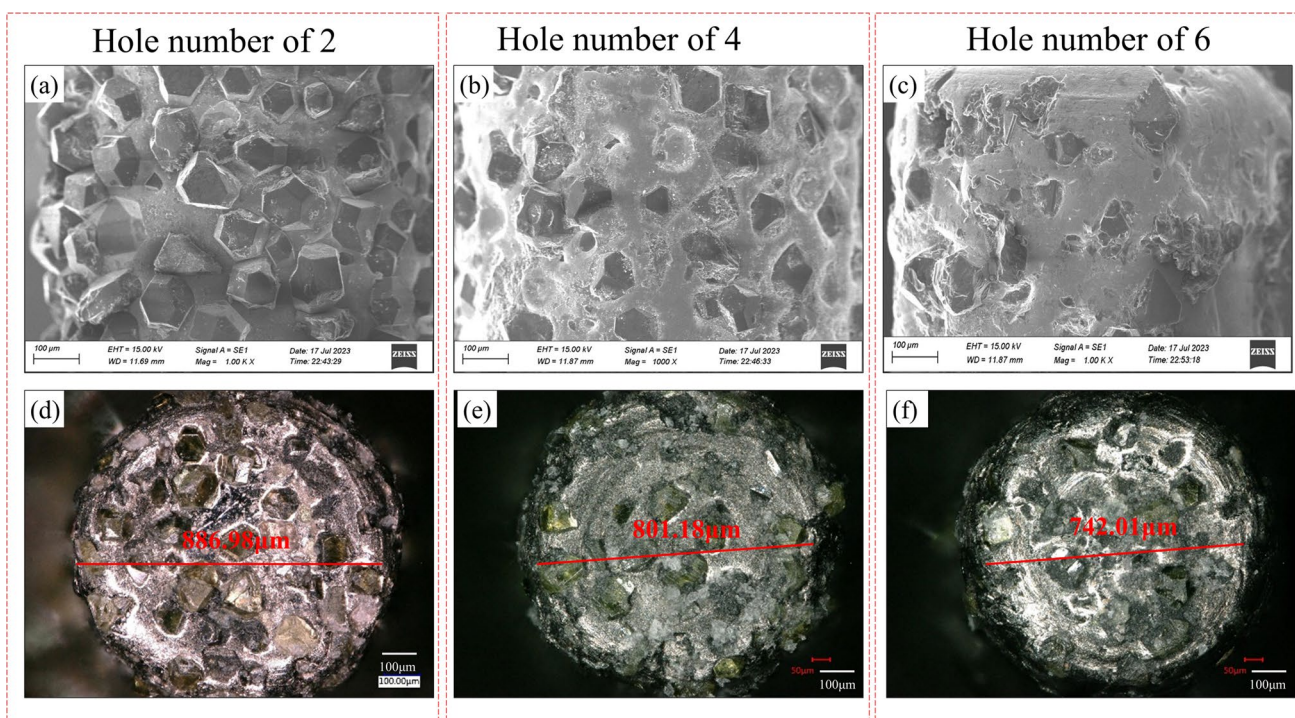 Hole number of 2
Hole number of 4
Hole number of 6
(a)
100 µm
EHT = 15.00 kV
WD = 11.69 mm
Signal A = SE1
Mag = 1.00 K X
Date: 17 Jul 2023
Time: 22:43:29
ZEISS
(b)
100 µm
EHT = 15.00 kV
WD = 11.87 mm
Signal A = SE1
Mag = 1000 X
Date: 17 Jul 2023
Time: 22:46:33
ZEISS
(c)
100 µm
EHT = 15.00 kV
WD = 11.87 mm
Signal A = SE1
Mag = 1.00 K X
Date: 17 Jul 2023
Time: 22:53:18
ZEISS
(d)
886.98µm
100µm
100.00µm
(e)
801.18µm
50µm
100µm
(f)
742.01µm
50µm
100µm